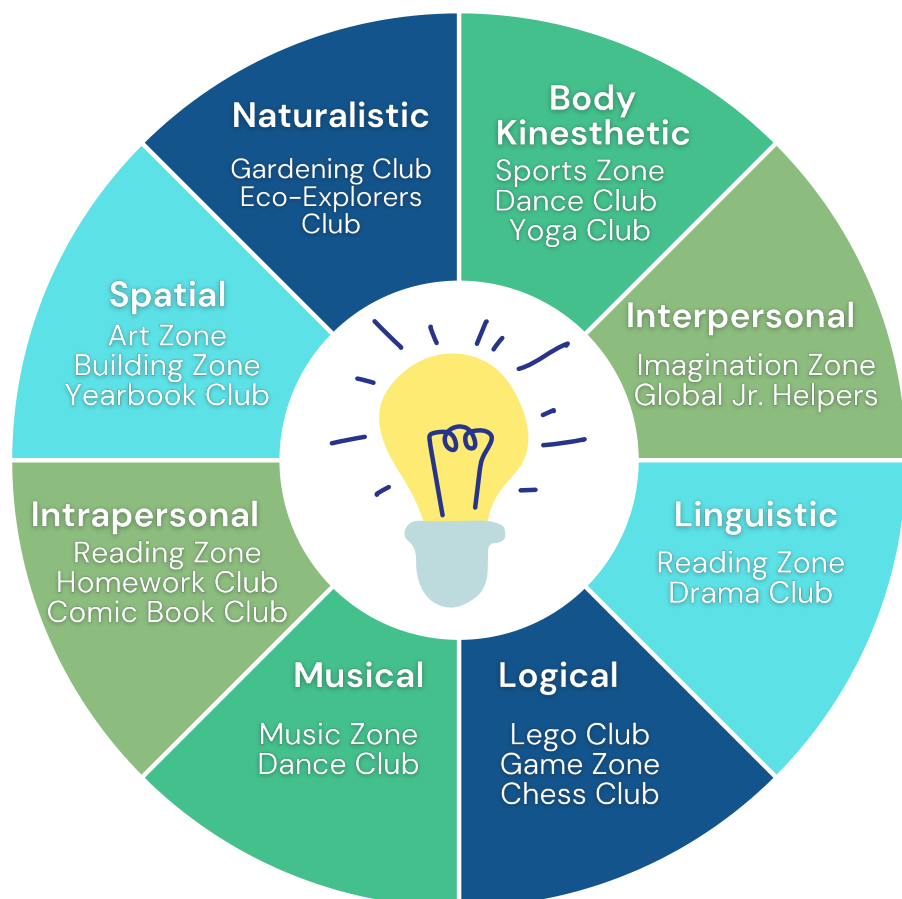 Naturalistic
Gardening Club
Eco-Explorers
Club
Body
Kinesthetic
Sports Zone
Dance Club
Yoga Club
Interpersonal
Imagination Zone
Global Jr. Helpers
Linguistic
Reading Zone
Drama Club
Logical
Lego Club
Game Zone
Chess Club
Musical
Music Zone
Dance Club
Intrapersonal
Reading Zone
Homework Club
Comic Book Club
Spatial
Art Zone
Building Zone
Yearbook Club